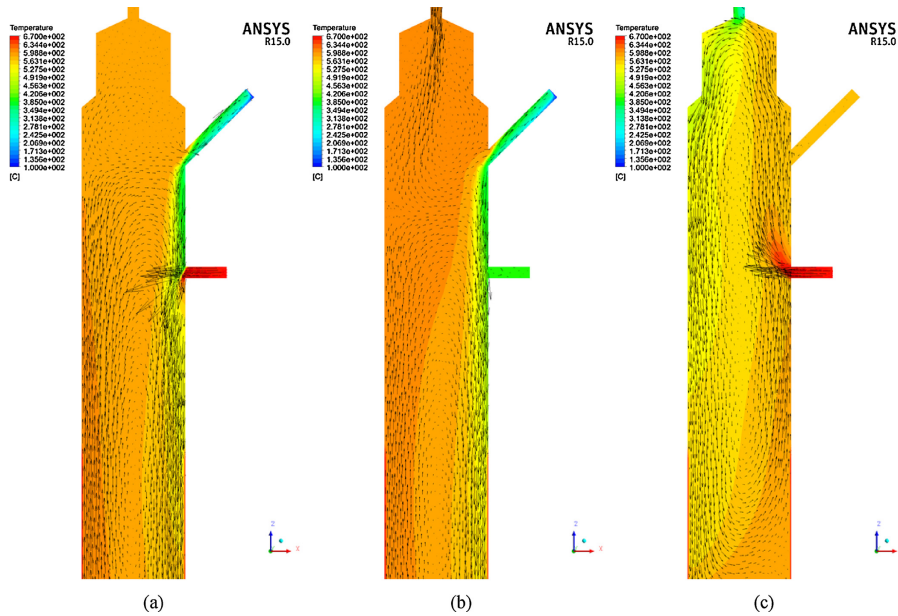 Temperature
6.700e+002
6.344e+002
5.988e+002
5.631e+002
5.275e+002
4.919e+002
4.563e+002
4.206e+002
3.850e+002
3.494e+002
3.138e+002
2.781e+002
2.425e+002
2.069e+002
1.713e+002
1.356e+002
1.000e+002
[C]
ANSYS
R15.0
Z
X
(a)
Temperature
6.700e+002
6.344e+002
5.988e+002
5.631e+002
5.275e+002
4.919e+002
4.563e+002
4.206e+002
3.850e+002
3.494e+002
3.138e+002
2.781e+002
2.425e+002
2.069e+002
1.713e+002
1.356e+002
1.000e+002
[C]
ANSYS
R15.0
Z
X
(b)
Temperature
6.700e+002
6.344e+002
5.988e+002
5.631e+002
5.275e+002
4.919e+002
4.563e+002
4.206e+002
3.850e+002
3.494e+002
3.138e+002
2.781e+002
2.425e+002
2.069e+002
1.713e+002
1.356e+002
1.000e+002
[C]
ANSYS
R15.0
Z
(c)